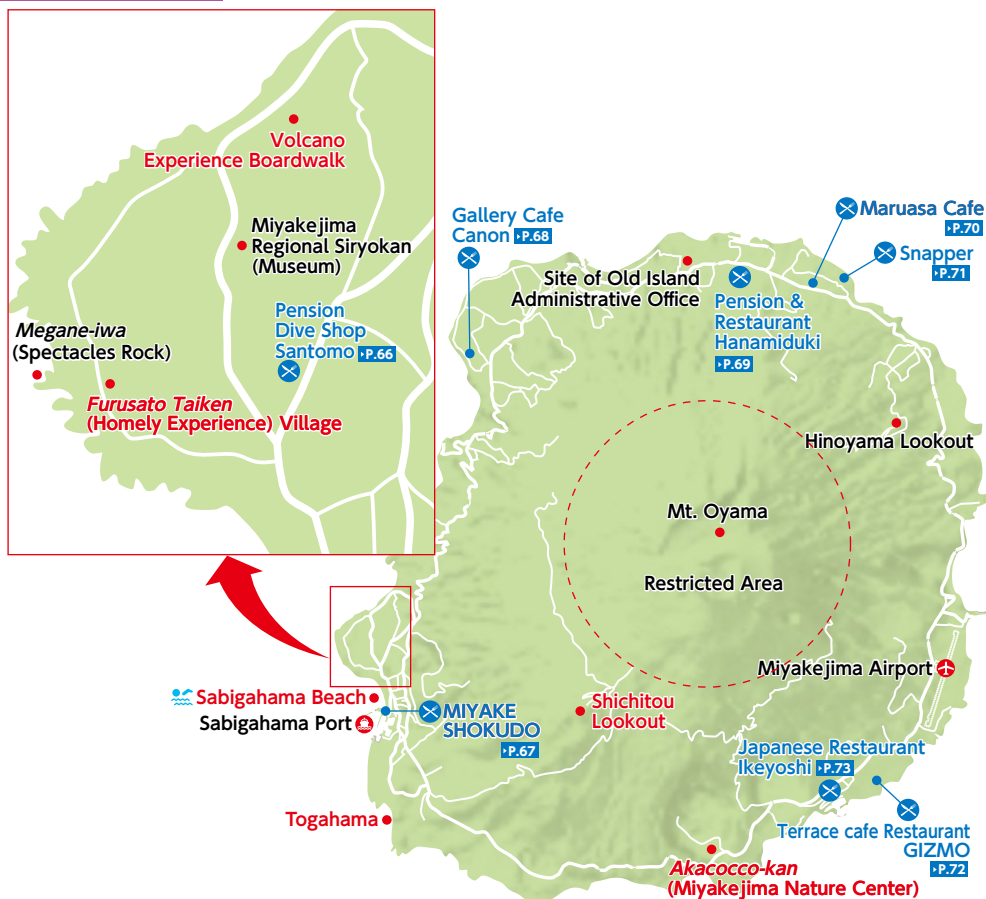 Volcano
Experience Boardwalk
Miyakejima
Regional Siryokan
(Museum)
Pension
Dive Shop
Santomo ▸P.66
Megane-iwa
(Spectacles Rock)
Furusato Taiken
(Homely Experience) Village
Gallery Cafe
Canon ▸P.68
Maruasa Cafe
▸P.70
Snapper
▸P.71
Site of Old Island
Administrative Office
Pension &
Restaurant
Hanamiduki
▸P.69
Hinoyama Lookout
Mt. Oyama
Restricted Area
Miyakejima Airport
Sabigahama Beach
Sabigahama Port
MIYAKE
SHOKUDO
▸P.67
Shichitou
Lookout
Japanese Restaurant
Ikeyoshi ▸P.73
Togahama
Terrace cafe Restaurant
GIZMO
▸P.72
Akacocco-kan
(Miyakejima Nature Center)